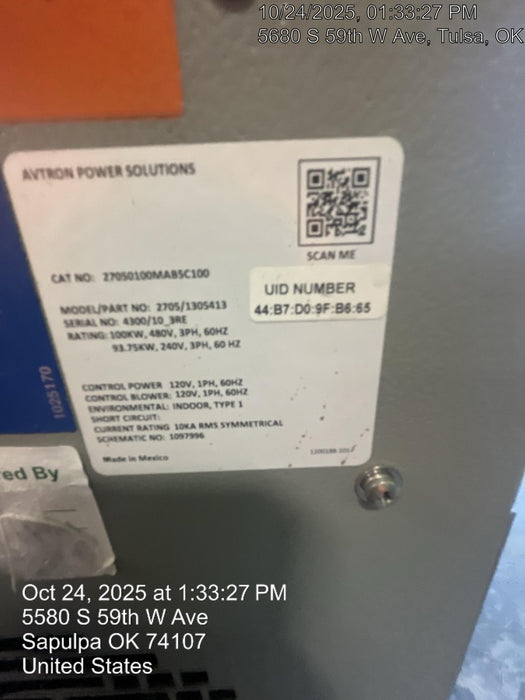 10/24/2025, 01:33:27 PM
5680 S 59th W Ave, Tulsa, OK
AVTRON POWER SOLUTIONS
SCAN ME
CAT NO: 27050100MAB5C100
UID NUMBER
44:B7:D0:9F:B6:65
MODEL/PART NO: 2705/1305413
SERIAL NO: 4300/10_3RE
RATING: 100KW, 480V, 3PH, 60HZ
93.75KW, 240V, 3PH, 60 HZ
CONTROL POWER 120V, 1PH, 60HZ
CONTROL BLOWER: 120V, 1PH, 60HZ
ENVIRONMENTAL: INDOOR, TYPE 1
SHORT CIRCUIT:
CURRENT RATING 10KA RMS SYMMETRICAL
SCHEMATIC NO: 1097996
Made in Mexico
1025170
ed By
Oct 24, 2025 at 1:33:27 PM
5580 S 59th W Ave
Sapulpa OK 74107
United States